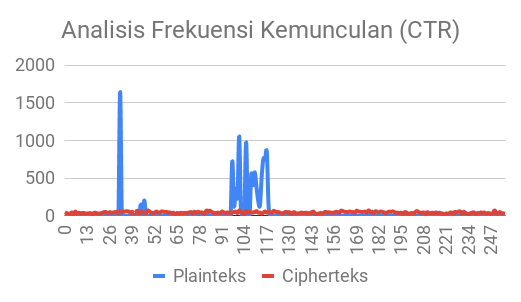 Analisis Frekuensi Kemunculan (CTR)
2000
1500
1000
500
0
0 13 26 39 52 65 78 91 104 117 130 143 156 169 182 195 208 221 234 247
Plainteks Cipherteks